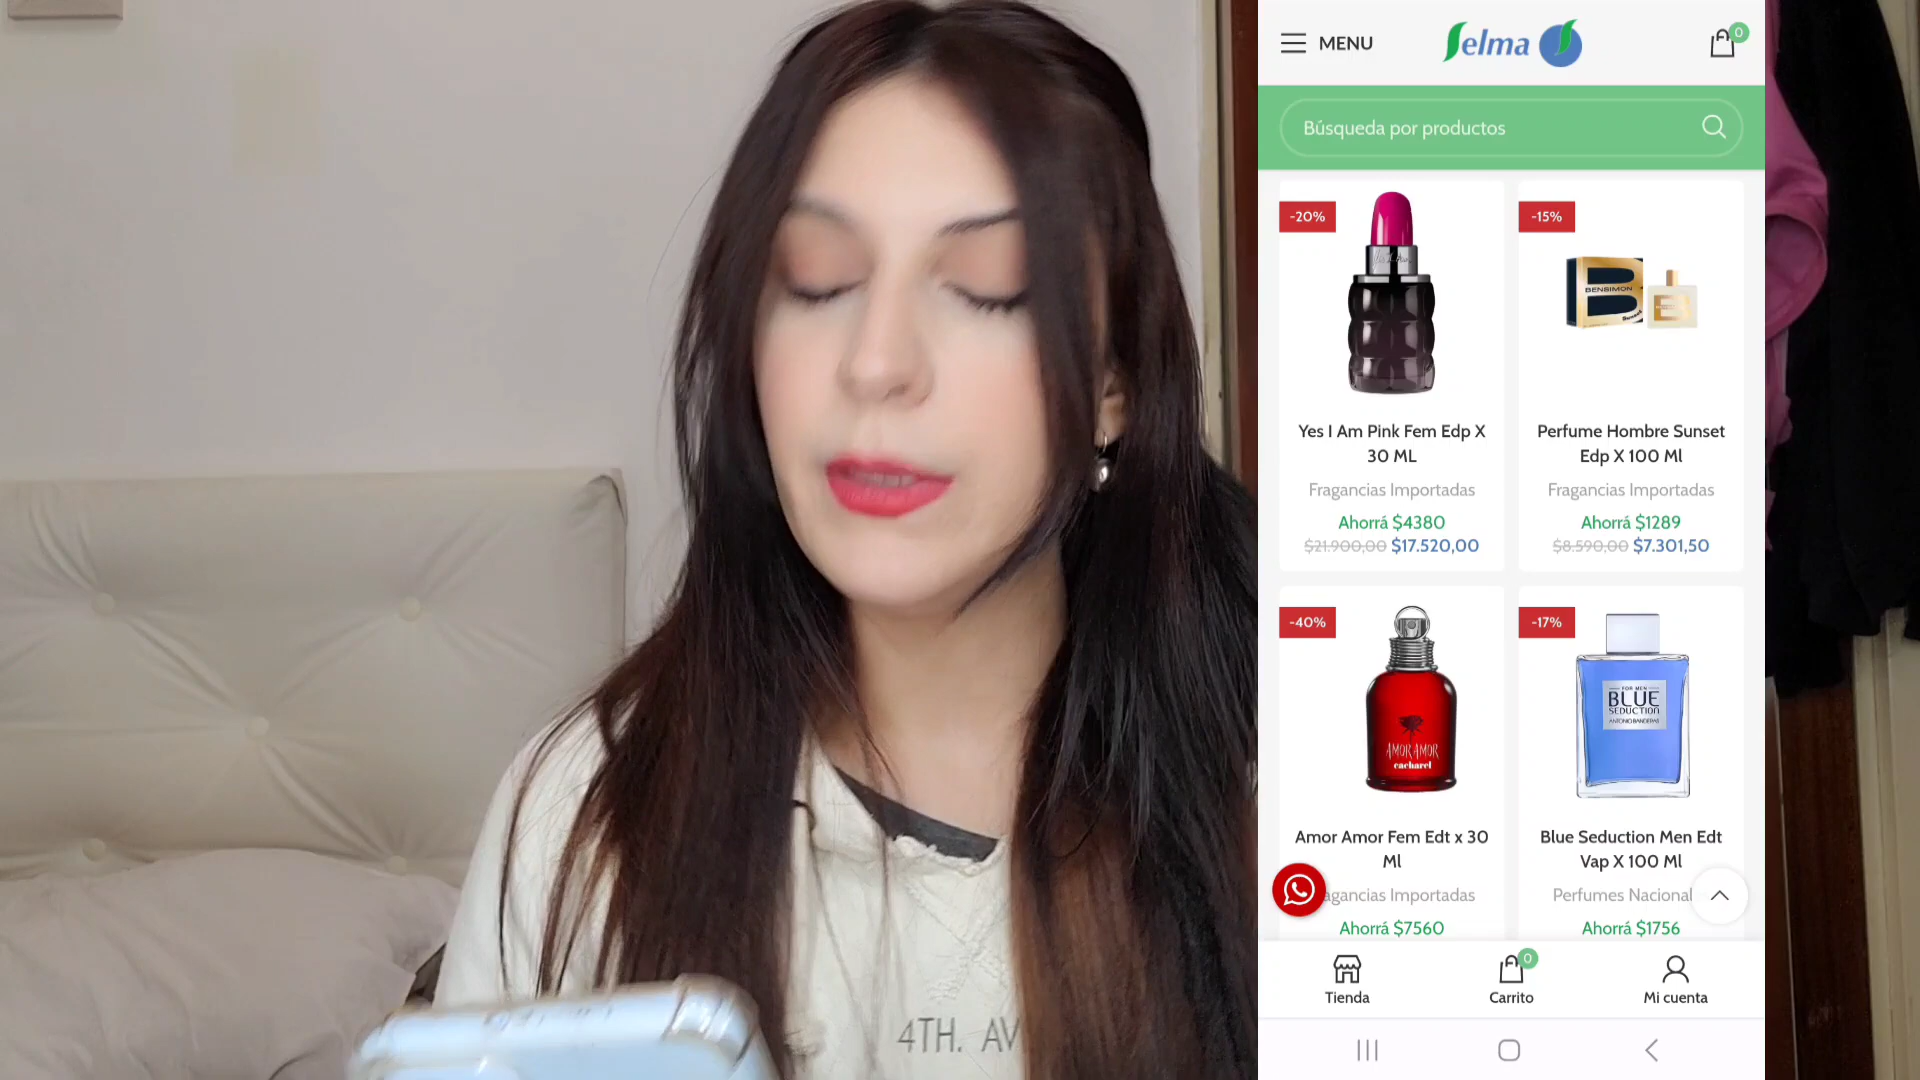 MENU
Selma
0
Búsqueda por productos
-20%
-15%
BENSIMON
Yes I Am Pink Fem Edp X
30 ML
Fragancias Importadas
Ahorrá $4380
$21.900,00 $17.520,00
Perfume Hombre Sunset
Edp X 100 Ml
Fragancias Importadas
Ahorrá $1289
$8.590,00 $7.301,50
-40%
-17%
AMOR AMOR
cacharel
FOR MEN
BLUE
SEDUCTION
ANTONIO BANDERAS
Amor Amor Fem Edt x 30
Ml
agancias Importadas
Ahorrá $7560
Blue Seduction Men Edt
Vap X 100 Ml
Perfumes Nacional
Ahorrá $1756
Tienda
0
Carrito
Mi cuenta
4TH. AV